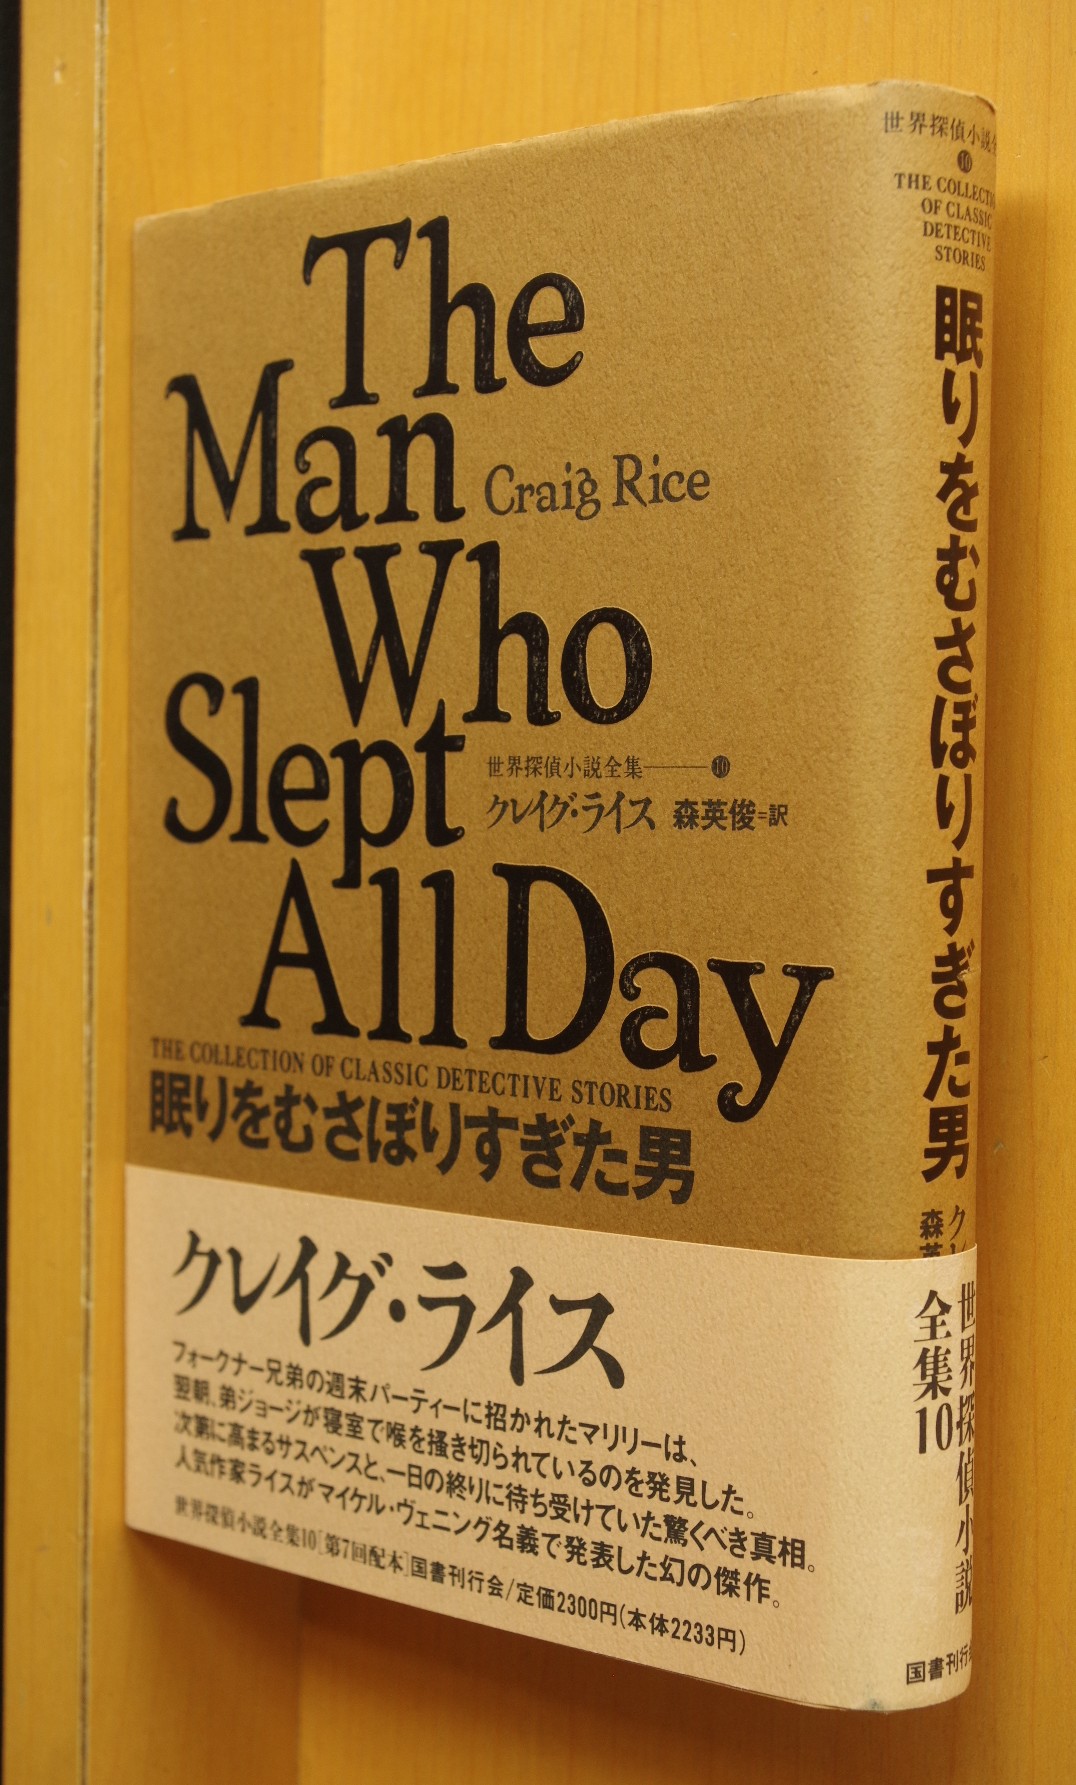 The
Man
Craig Rice
Who
Slept
世界探偵小説全集───❿
クレイグ・ライス 森英俊=訳
All Day
THE COLLECTION OF CLASSIC DETECTIVE STORIES
眠りをむさぼりすぎた男
クレイグ・ライス
フォークナー兄弟の週末パーティーに招かれたマリリーは、
翌朝、弟ジョージが寝室で喉を搔き切られているのを発見した。
次第に高まるサスペンスと、一日の終りに待ち受けていた驚くべき真相。
人気作家ライスがマイケル・ヴェニング名義で発表した幻の傑作。
世界探偵小説全集10[第7回配本]国書刊行会/定価2300円(本体2233円)
世界探偵小説全
❿
THE COLLECTIO
OF CLASSIC
DETECTIVE
STORIES
眠りをむさぼりすぎた男
クレ
森英
世界探偵小説
全集10
国書刊行会